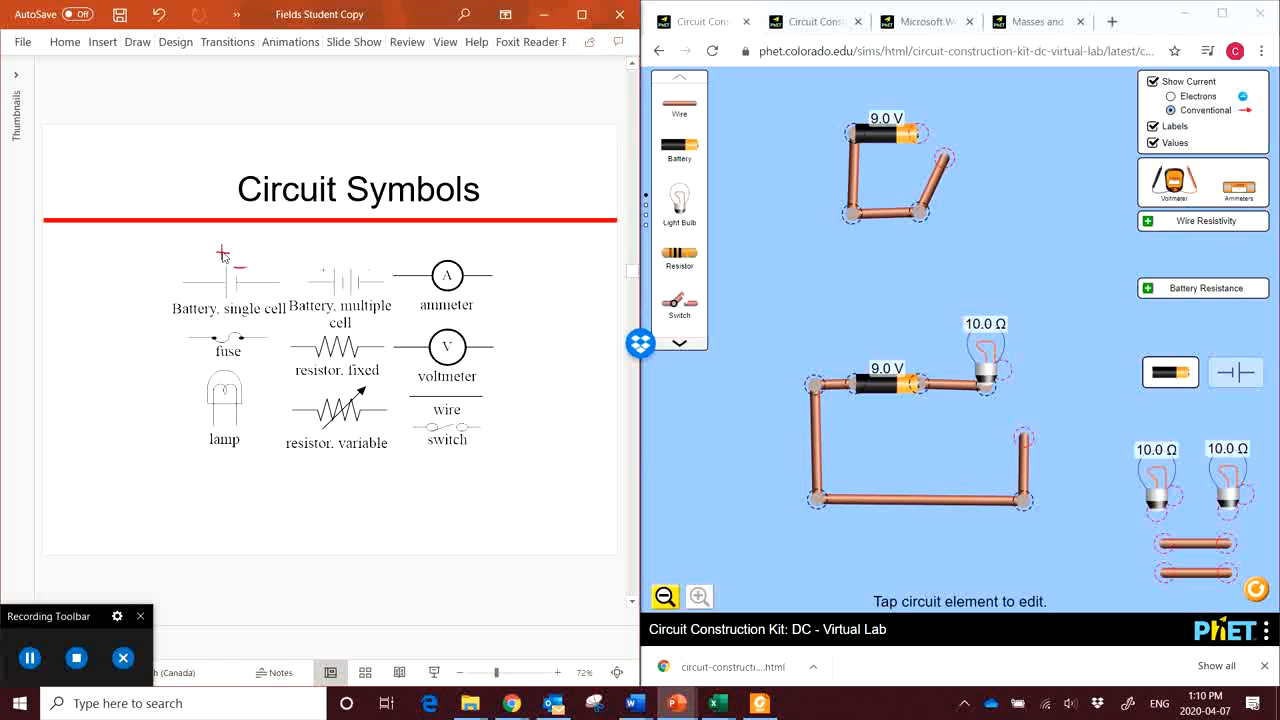 AutoSave Off Fields Student Copy
File Home Insert Draw Design Transitions Animations Slide Show Review View Help Foxit Reader P
Thumbnails
Circuit Symbols
+ –
Battery, single cell
Battery, multiple
cell
A
ammeter
fuse
resistor, fixed
V
voltmeter
lamp
resistor, variable
wire
switch
Recording Toolbar
h (Canada) Notes 72%
Circuit Cons
Circuit Cons
Microsoft W
Masses and
phet.colorado.edu/sims/html/circuit-construction-kit-dc-virtual-lab/latest/c...
C
Wire
Battery
Light Bulb
Resistor
Switch
9.0 V
9.0 V
10.0 Ω
Show Current
Electrons
Conventional
Labels
Values
Voltmeter Ammeters
Wire Resistivity
Battery Resistance
10.0 Ω 10.0 Ω
Tap circuit element to edit.
Circuit Construction Kit: DC - Virtual Lab PhET
circuit-constructi....html Show all
Type here to search
1:10 PM
2020-04-07